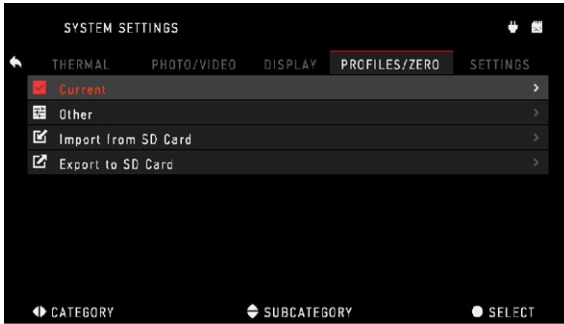 SYSTEM SETTINGS
THERMAL PHOTO/VIDEO DISPLAY PROFILES/ZERO SETTINGS
Current
Other
Import from SD Card
Export to SD Card
CATEGORY SUBCATEGORY SELECT